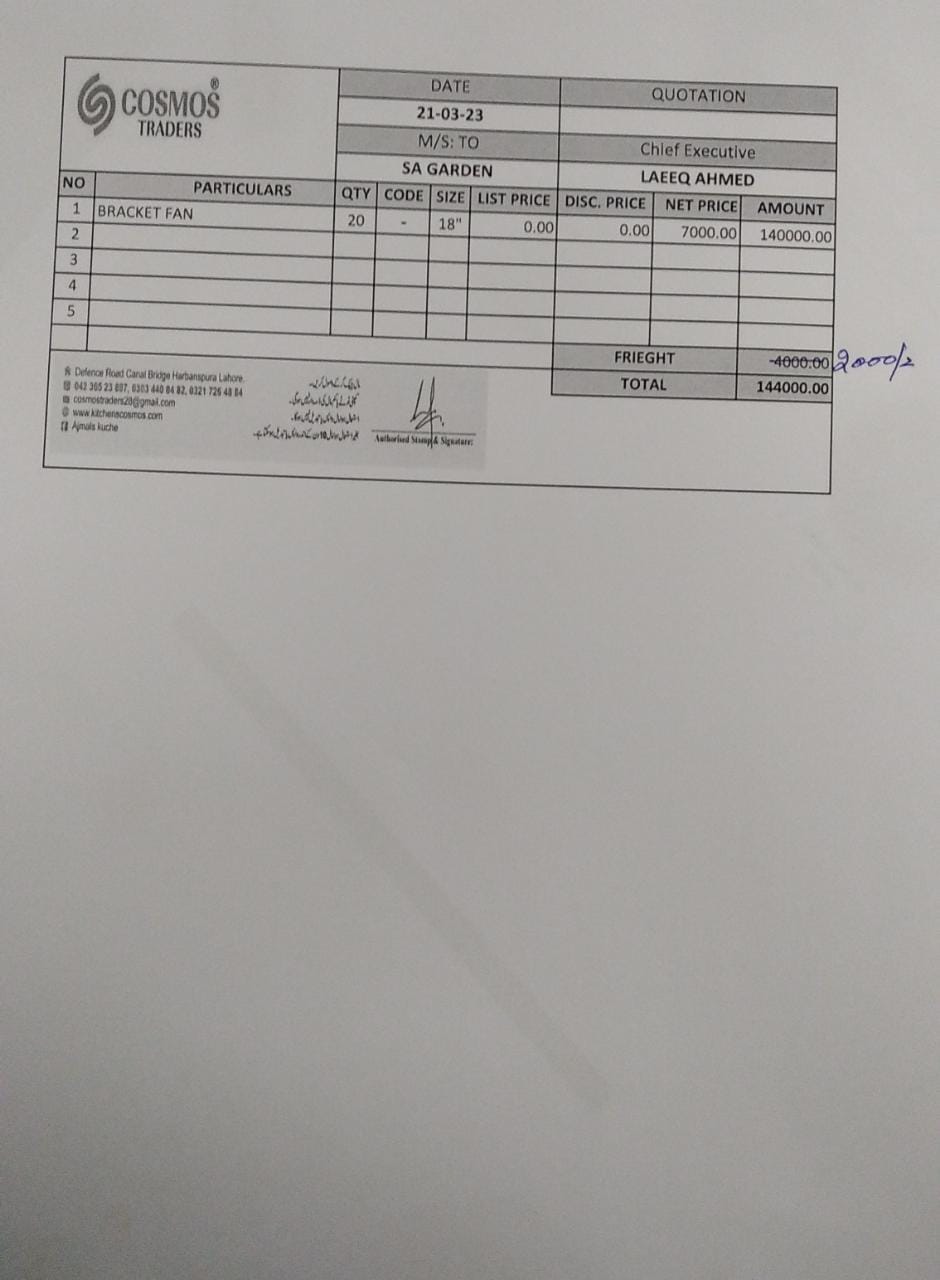 COSMOS®
TRADERS
DATE
QUOTATION
21-03-23
M/S: TO
Chief Executive
SA GARDEN
LAEEQ AHMED
NO PARTICULARS QTY CODE SIZE LIST PRICE DISC. PRICE NET PRICE AMOUNT
1 BRACKET FAN 20 - 18" 0.00 0.00 7000.00 140000.00
2
3
4
5
FRIEGHT 4000.00 2000/=
TOTAL 144000.00
Defence Road Canal Bridge Harbanspura Lahore.
042 365 23 887, 0303 440 84 82, 0321 726 48 84
cosmostraders28@gmail.com
www.kitchenscosmos.com
Ajmals kuche
Authorised Stamp & Signature: